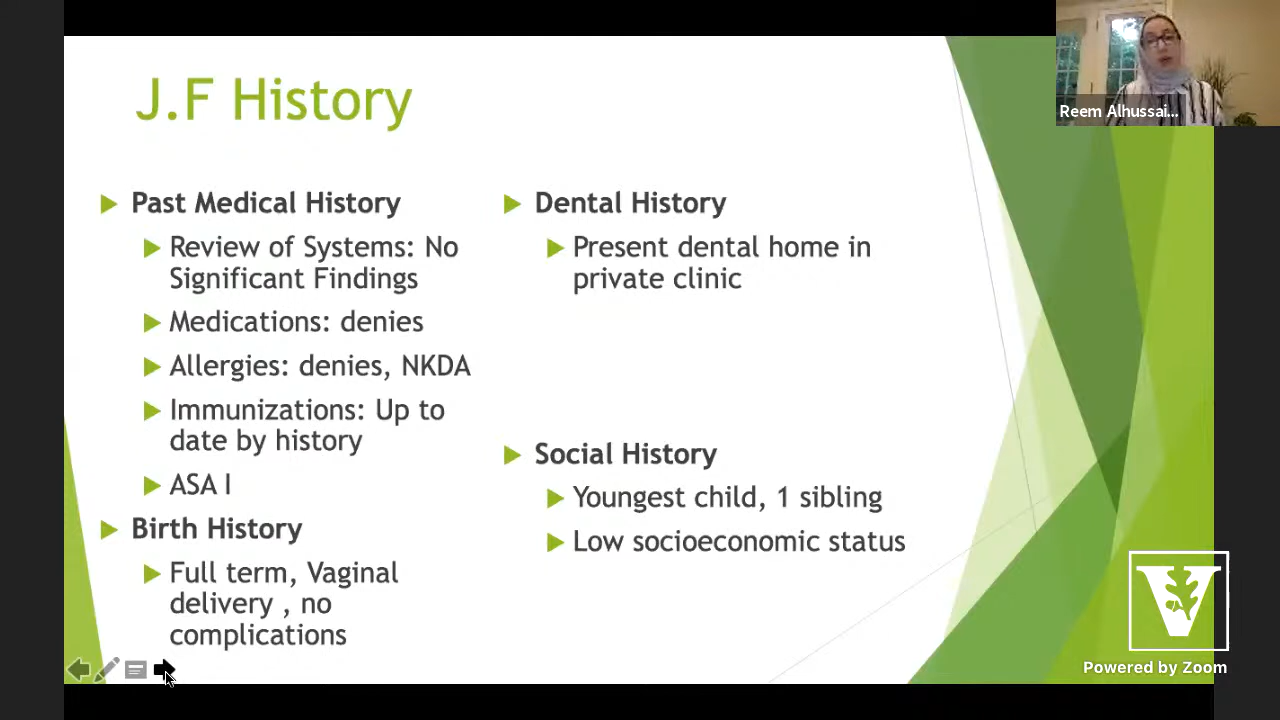 J.F History
Past Medical History
Review of Systems: No
Significant Findings
Medications: denies
Allergies: denies, NKDA
Immunizations: Up to
date by history
ASA I
Birth History
Full term, Vaginal
delivery , no
complications
Dental History
Present dental home in
private clinic
Social History
Youngest child, 1 sibling
Low socioeconomic status
Reem Alhussai...
V
Powered by Zoom